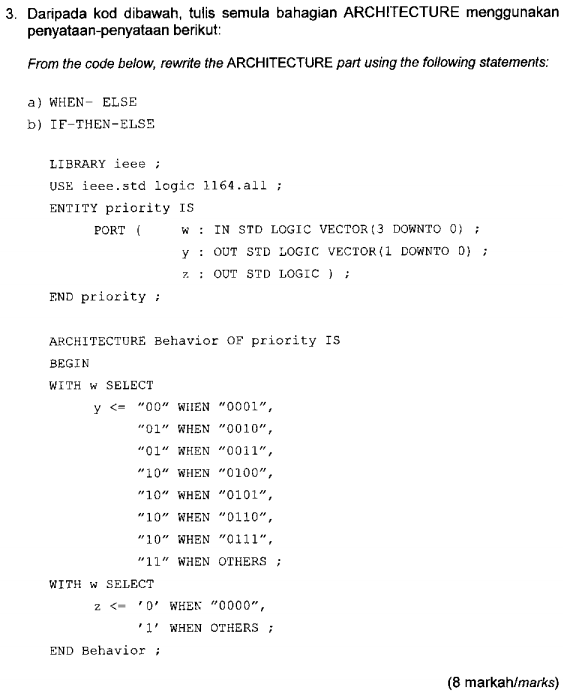 3. Daripada kod dibawah, tulis semula bahagian ARCHITECTURE menggunakan
penyataan-penyataan berikut:
From the code below, rewrite the ARCHITECTURE part using the following statements:
a) WHEN- ELSE
b) IF-THEN-ELSE
LIBRARY ieee ;
USE ieee.std logic 1164.all ;
ENTITY priority IS
PORT ( w : IN STD LOGIC VECTOR(3 DOWNTO 0) ;
y : OUT STD LOGIC VECTOR(1 DOWNTO 0) ;
z : OUT STD LOGIC ) ;
END priority ;
ARCHITECTURE Behavior OF priority IS
BEGIN
WITH w SELECT
y <= "00" WHEN "0001",
"01" WHEN "0010",
"01" WHEN "0011",
"10" WHEN "0100",
"10" WHEN "0101",
"10" WHEN "0110",
"10" WHEN "0111",
"11" WHEN OTHERS ;
WITH w SELECT
z <= '0' WHEN "0000",
'1' WHEN OTHERS ;
END Behavior ;
(8 markah/marks)